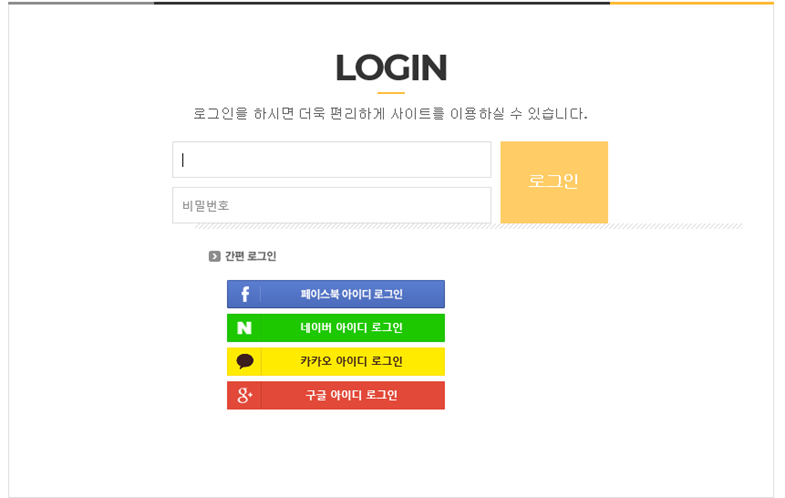 LOGIN
로그인을 하시면 더욱 편리하게 사이트를 이용하실 수 있습니다.
로그인
비밀번호
간편 로그인
f 페이스북 아이디 로그인
N 네이버 아이디 로그인
카카오 아이디 로그인
g+ 구글 아이디 로그인